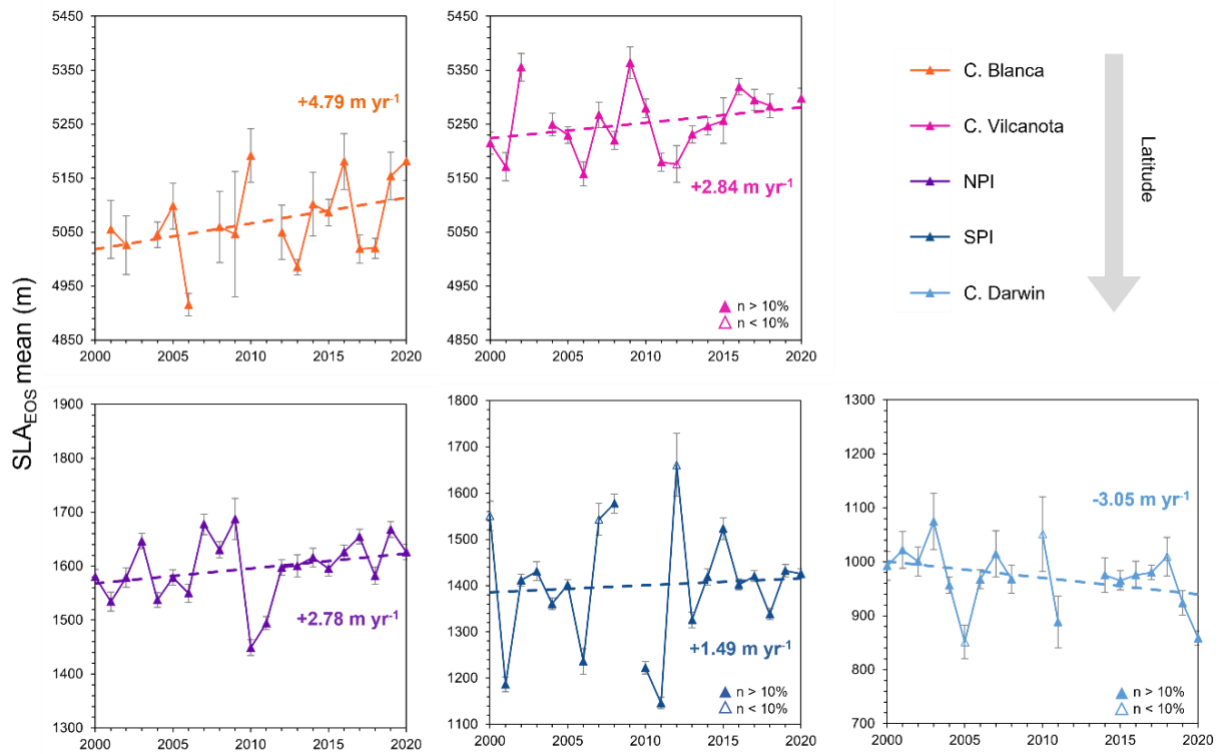 SLAEOS mean (m)
5450
5350
5250
5150
5050
4950
4850
2000 2005 2010 2015 2020
+4.79 m yr-1
5450
5350
5250
5150
5050
4950
4850
2000 2005 2010 2015 2020
+2.84 m yr-1
n > 10%
n < 10%
C. Blanca
C. Vilcanota
NPI
SPI
C. Darwin
Latitude
1900
1800
1700
1600
1500
1400
1300
2000 2005 2010 2015 2020
+2.78 m yr-1
1800
1700
1600
1500
1400
1300
1200
1100
2000 2005 2010 2015 2020
+1.49 m yr-1
n > 10%
n < 10%
1300
1200
1100
1000
900
800
700
2000 2005 2010 2015 2020
-3.05 m yr-1
n > 10%
n < 10%